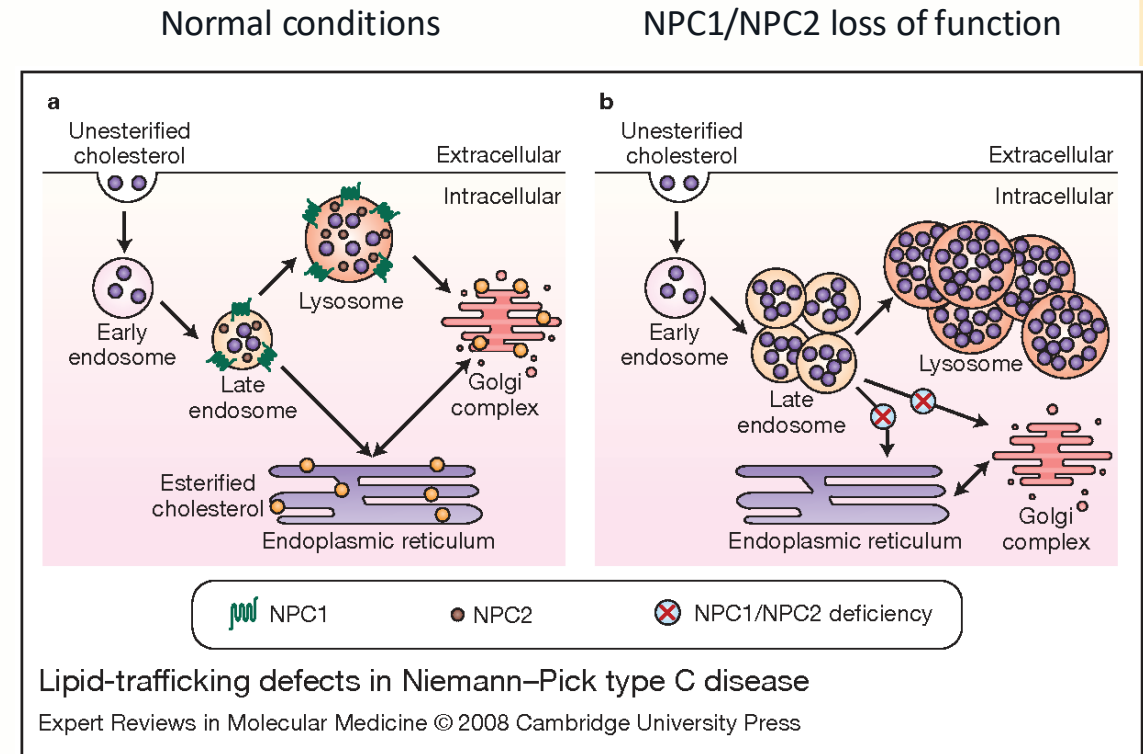 Normal conditions
NPC1/NPC2 loss of function
a
Unesterified
cholesterol
Extracellular
Intracellular
Early
endosome
Late
endosome
Lysosome
Golgi
complex
Esterified
cholesterol
Endoplasmic reticulum
b
Unesterified
cholesterol
Extracellular
Intracellular
Early
endosome
Late
endosome
Lysosome
Golgi
complex
Endoplasmic reticulum
NPC1
NPC2
NPC1/NPC2 deficiency
Lipid-trafficking defects in Niemann–Pick type C disease
Expert Reviews in Molecular Medicine © 2008 Cambridge University Press